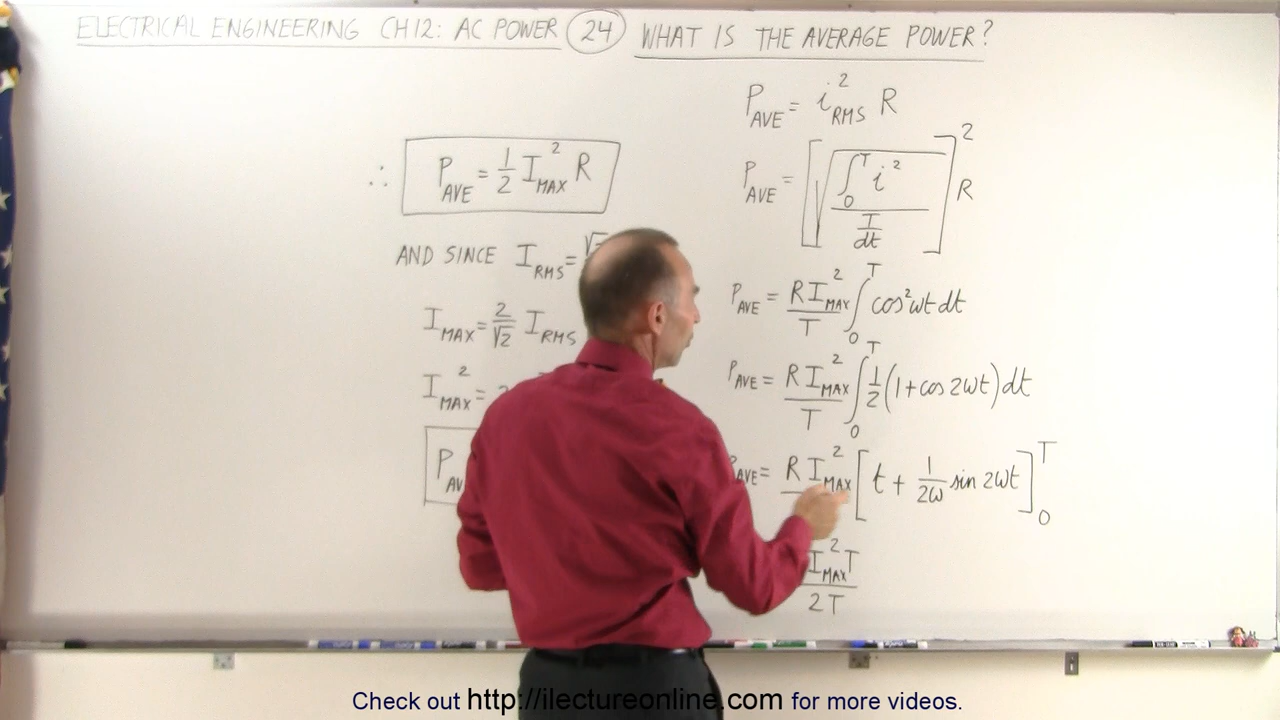 ELECTRICAL ENGINEERING CH12: AC POWER 24 WHAT IS THE AVERAGE POWER?
P_AVE = i²_RMS R
P_AVE = [√(∫₀ᵀ i² / (I/dt))]² R
P_AVE = R I²_MAX / T ∫₀ᵀ cos²ωt dt
P_AVE = R I²_MAX / T ∫₀ᵀ 1/2 (1+cos 2ωt) dt
AVE = R I²_MAX [t + 1/2ω sin 2ωt]₀ᵀ
I²_MAX T / 2T
∴ P_AVE = 1/2 I²_MAX R
AND SINCE I_RMS = √
I_MAX = 2/√2 I_RMS
I²_MAX =
P_AV
Check out http://ilectureonline.com for more videos.